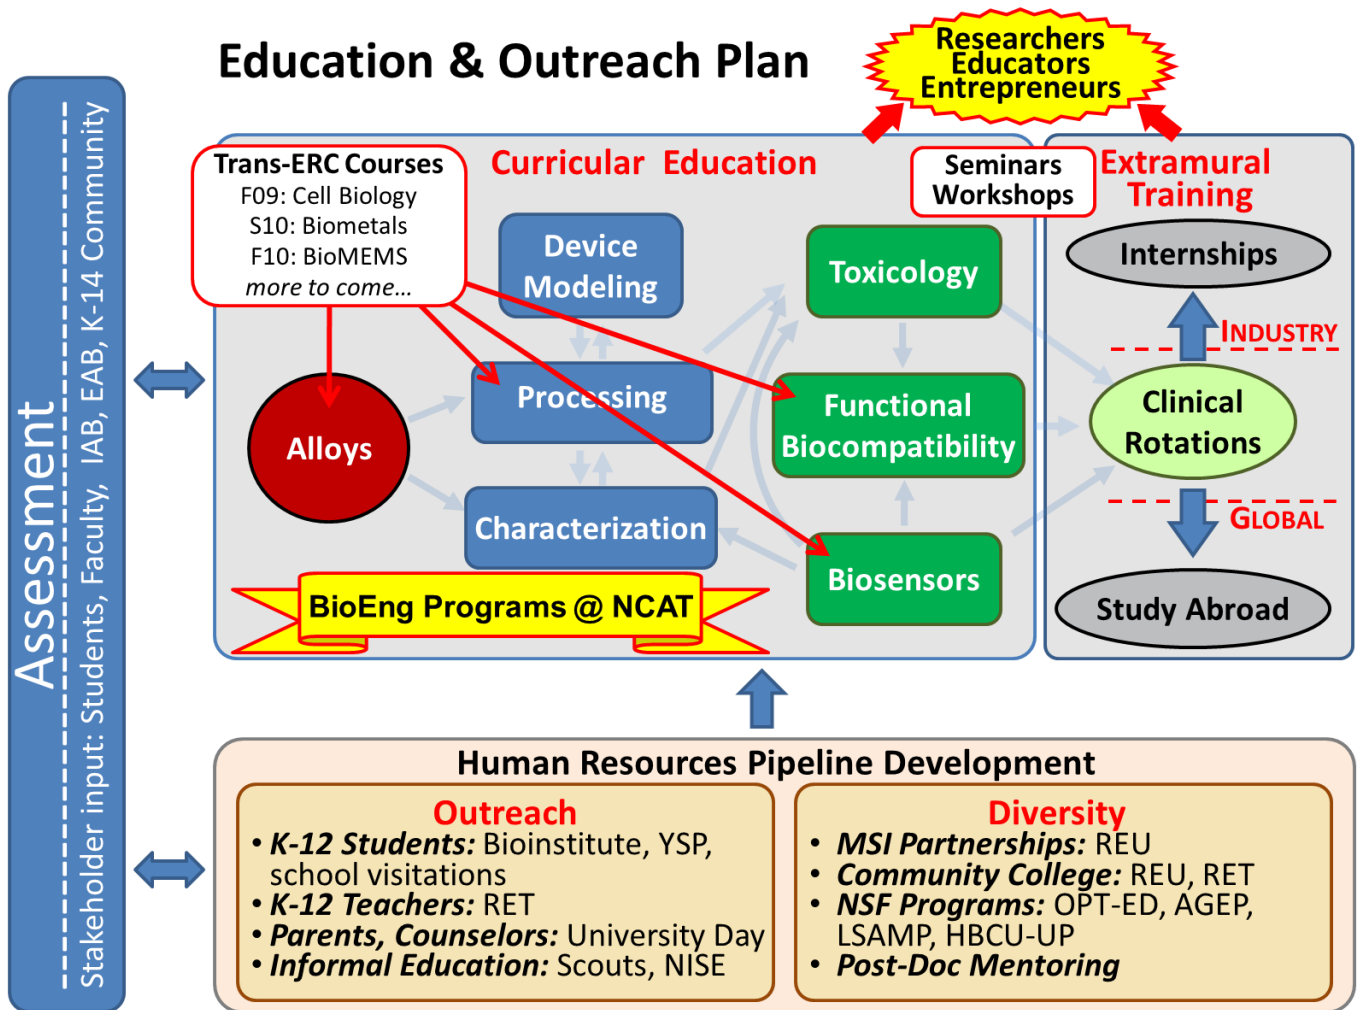 Education & Outreach Plan
Researchers
Educators
Entrepreneurs
Assessment
Stakeholder input: Students, Faculty, IAB, EAB, K-14 Community
Trans-ERC Courses
F09: Cell Biology
S10: Biometals
F10: BioMEMS
more to come...
Curricular Education
Seminars
Workshops
Extramural
Training
Device
Modeling
Toxicology
Internships
INDUSTRY
Processing
Functional
Biocompatibility
Clinical
Rotations
Alloys
Characterization
GLOBAL
Biosensors
Study Abroad
BioEng Programs @ NCAT
Human Resources Pipeline Development
Outreach
• K-12 Students: Bioinstitute, YSP,
school visitations
• K-12 Teachers: RET
• Parents, Counselors: University Day
• Informal Education: Scouts, NISE
Diversity
• MSI Partnerships: REU
• Community College: REU, RET
• NSF Programs: OPT-ED, AGEP,
LSAMP, HBCU-UP
• Post-Doc Mentoring